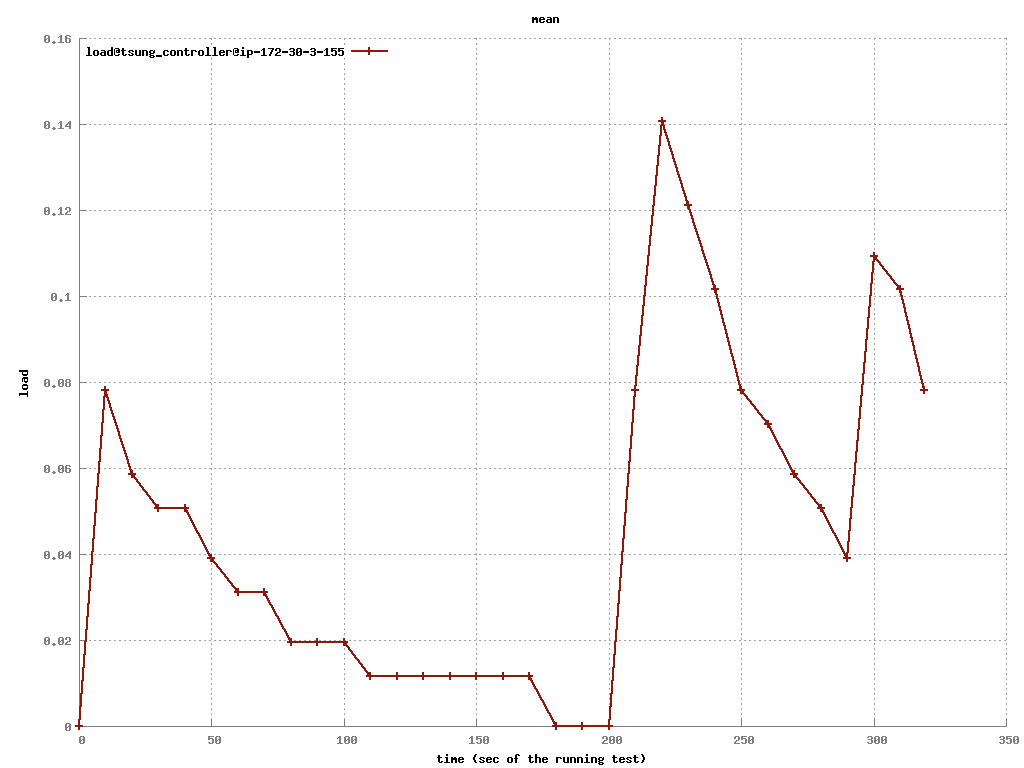 mean
0.16
load@tsung_controller@ip-172-30-3-155
0.14
0.12
0.1
load
0.08
0.06
0.04
0.02
0
0 50 100 150 200 250 300 350
time (sec of the running test)